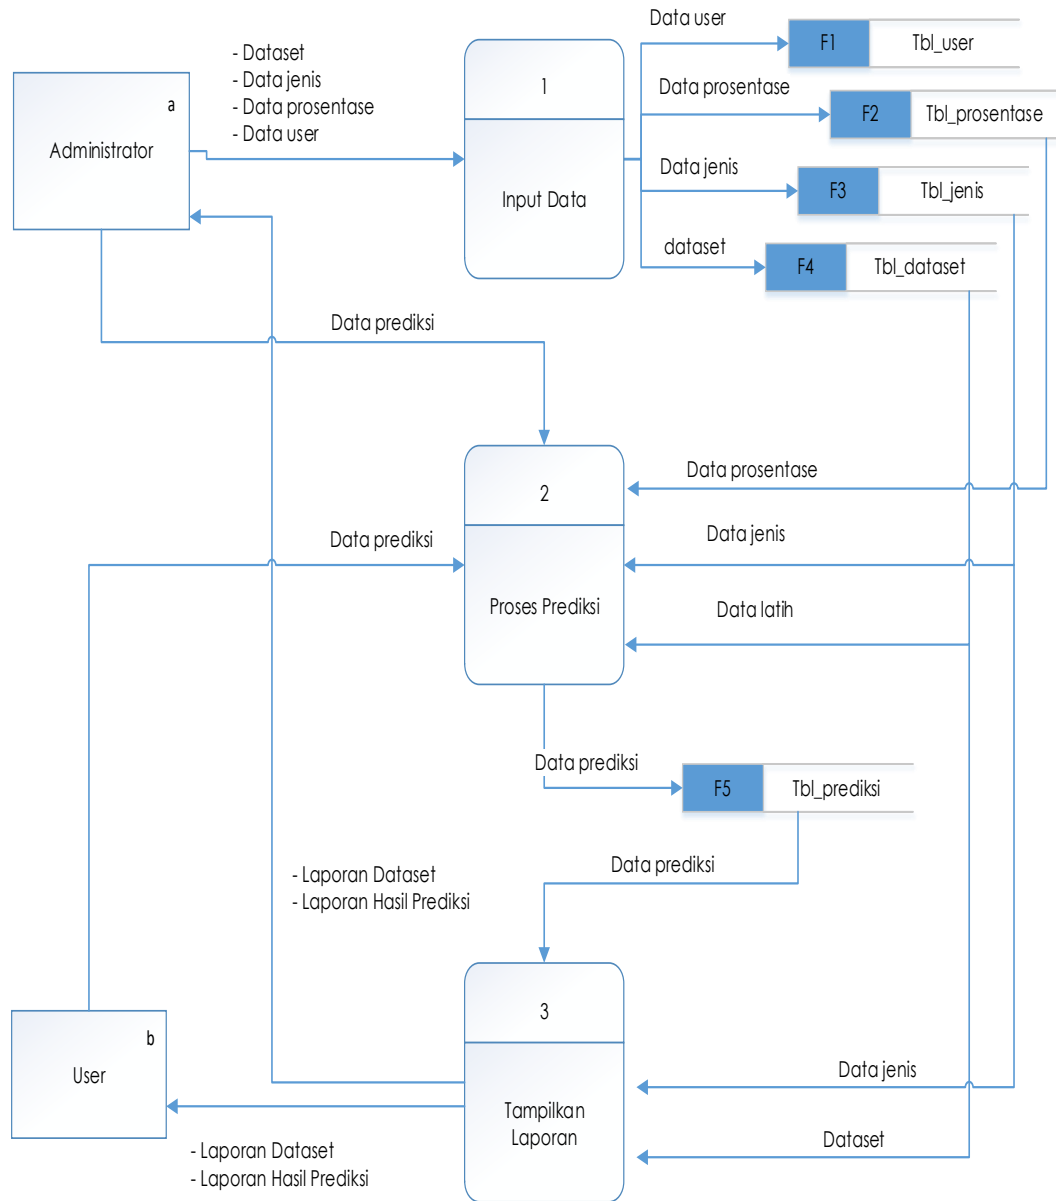 Data user
F1
Tbl_user
- Dataset
- Data jenis
- Data prosentase
- Data user
a
Administrator
1
Input Data
Data prosentase
F2
Tbl_prosentase
Data jenis
F3
Tbl_jenis
dataset
F4
Tbl_dataset
Data prediksi
Data prosentase
2
Data prediksi
Data jenis
Proses Prediksi
Data latih
Data prediksi
F5
Tbl_prediksi
Data prediksi
- Laporan Dataset
- Laporan Hasil Prediksi
3
b
User
Data jenis
Tampilkan
Laporan
Dataset
- Laporan Dataset
- Laporan Hasil Prediksi